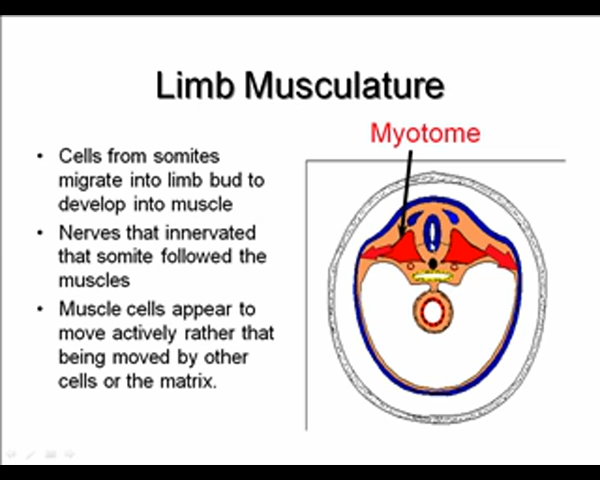 Limb Musculature
Myotome
• Cells from somites
migrate into limb bud to
develop into muscle
• Nerves that innervated
that somite followed the
muscles
• Muscle cells appear to
move actively rather that
being moved by other
cells or the matrix.